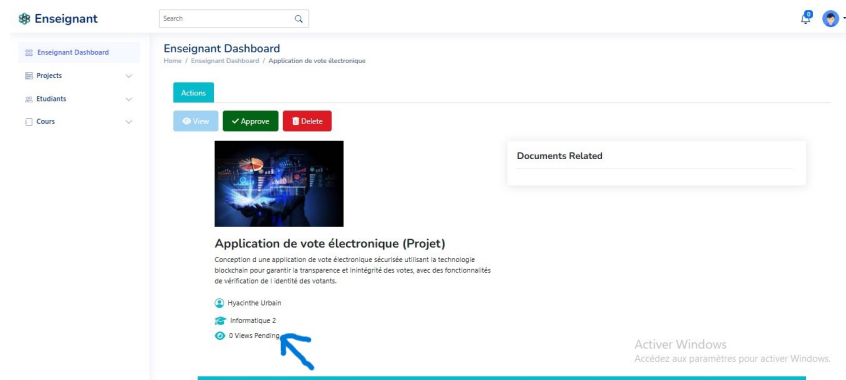 Enseignant
Search
0
Enseignant Dashboard
Projects
Etudiants
Cours
Enseignant Dashboard
Home / Enseignant Dashboard / Application de vote électronique
Actions
View
Approve
Delete
Application de vote électronique (Projet)
Conception d une application de vote électronique sécurisée utilisant la technologie
blockchain pour garantir la transparence et lnintégrité des votes, avec des fonctionnalités
de vérification de l identité des votants.
Hyacinthe Urbain
Informatique 2
0 Views Pending
Documents Related
Activer Windows
Accédez aux paramètres pour activer Windows.